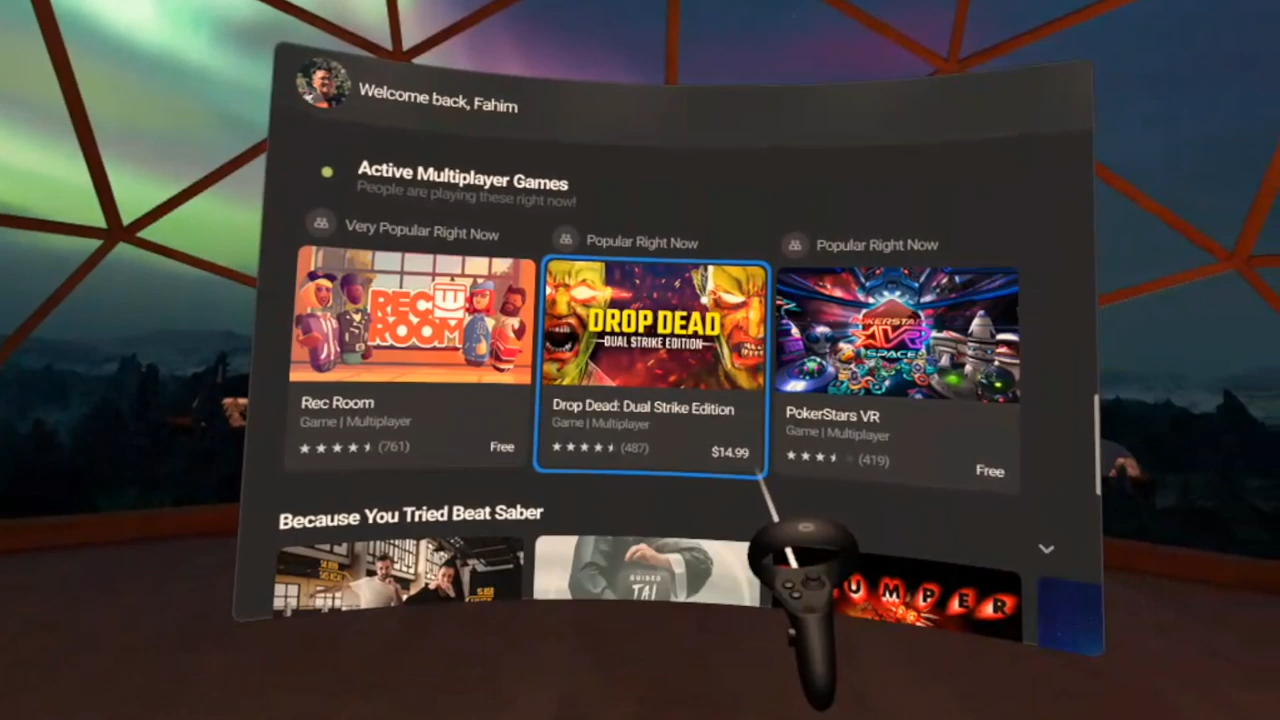 Welcome back, Fahim
Active Multiplayer Games
People are playing these right now!
Very Popular Right Now
Popular Right Now
Popular Right Now
REC ROOM
DROP DEAD
DUAL STRIKE EDITION
POKERSTARS
VR
SPACE
Rec Room
Game | Multiplayer
(761)
Free
Drop Dead: Dual Strike Edition
Game | Multiplayer
(487)
$14.99
PokerStars VR
Game | Multiplayer
(419)
Free
Because You Tried Beat Saber
GUIDED
TAI
UMPER